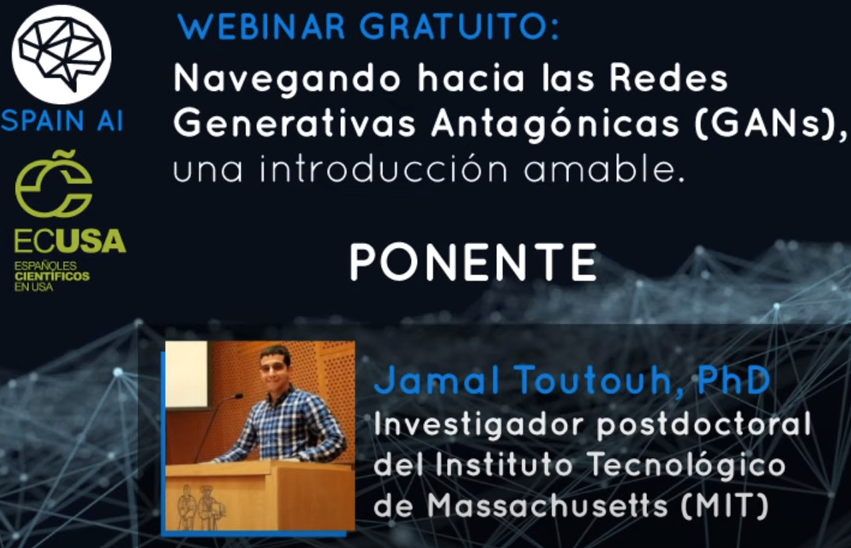 WEBINAR GRATUITO:
Navegando hacia las Redes
Generativas Antagónicas (GANs),
una introducción amable.
SPAIN AI
ECUSA
ESPAÑOLES
CIENTÍFICOS
EN USA
PONENTE
Jamal Toutouh, PhD
Investigador postdoctoral
del Instituto Tecnológico
de Massachusetts (MIT)